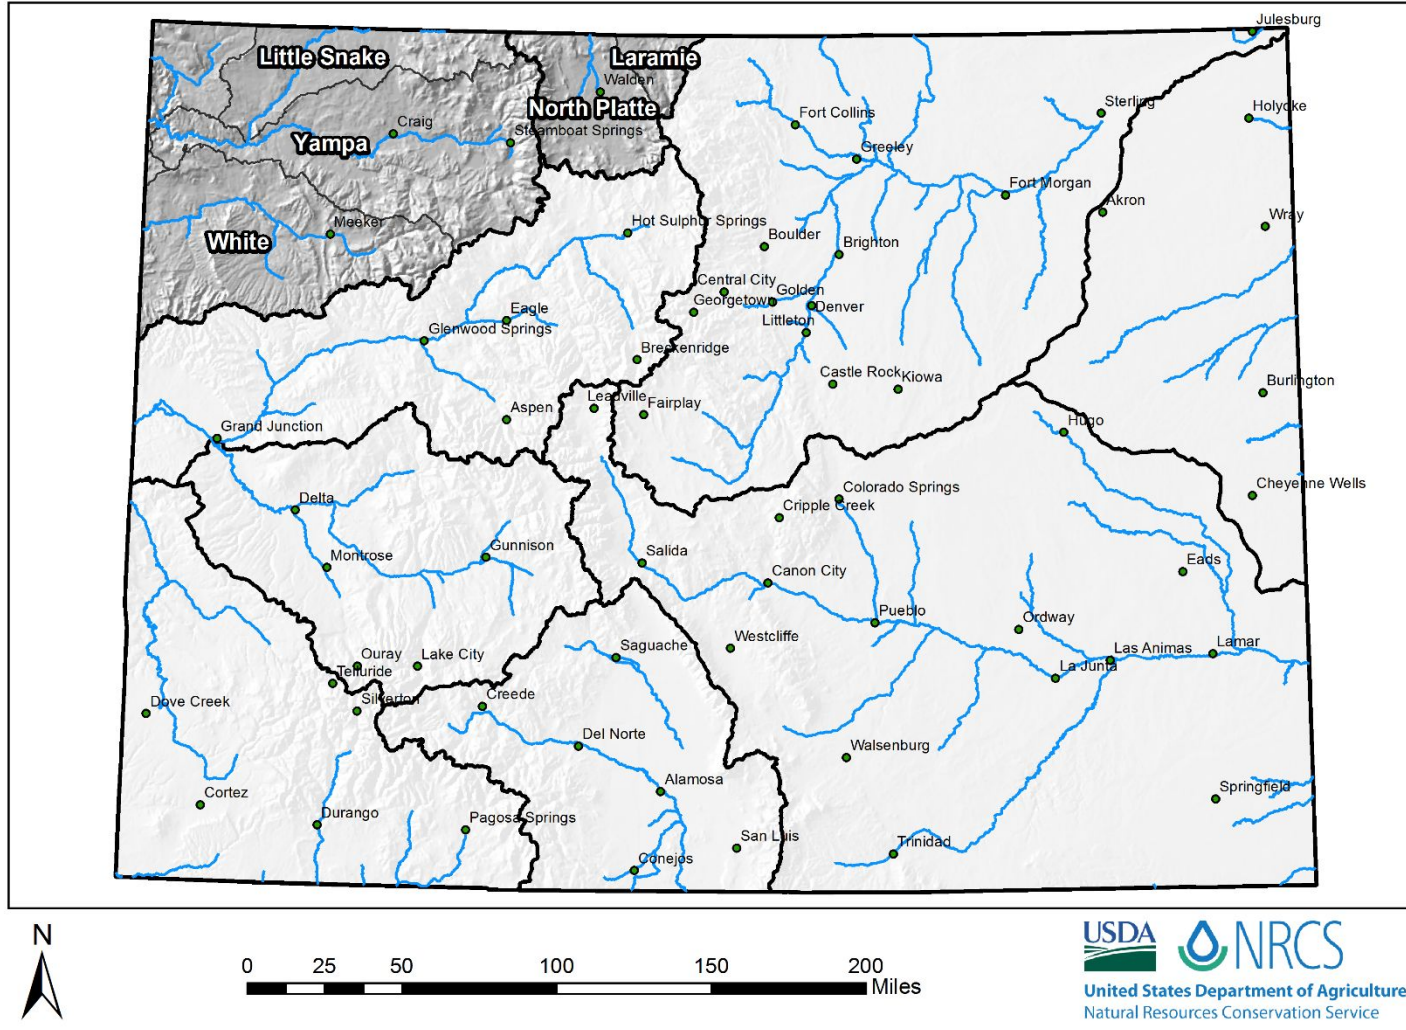 Julesburg
Little Snake
Laramie
Walden
North Platte
Sterling
Holyoke
Fort Collins
Craig
Steamboat Springs
Yampa
Greeley
Fort Morgan
Akron
Wray
Meeker
White
Hot Sulphur Springs
Boulder
Brighton
Central City
Golden
Georgetown
Denver
Eagle
Littleton
Glenwood Springs
Breckenridge
Castle Rock
Kiowa
Burlington
Leadville
Fairplay
Aspen
Hugo
Grand Junction
Colorado Springs
Cheyenne Wells
Delta
Cripple Creek
Gunnison
Salida
Montrose
Canon City
Eads
Pueblo
Ordway
Westcliffe
Lamar
Saguache
Las Animas
Ouray
Lake City
La Junta
Telluride
Silverton
Creede
Dove Creek
Del Norte
Walsenburg
Alamosa
Springfield
Cortez
Durango
Pagosa Springs
San Luis
Trinidad
Conejos
N
0 25 50 100 150 200
Miles
USDA NRCS
United States Department of Agriculture
Natural Resources Conservation Service